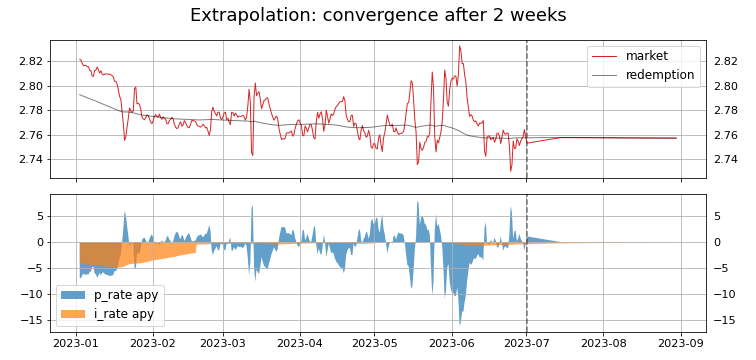 Extrapolation: convergence after 2 weeks
2.82 2.82
2.80 2.80
2.78 2.78
2.76 2.76
2.74 2.74
market
redemption
5 5
0 0
−5 −5
−10 −10
−15 −15
p_rate apy
i_rate apy
2023-01 2023-02 2023-03 2023-04 2023-05 2023-06 2023-07 2023-08 2023-09